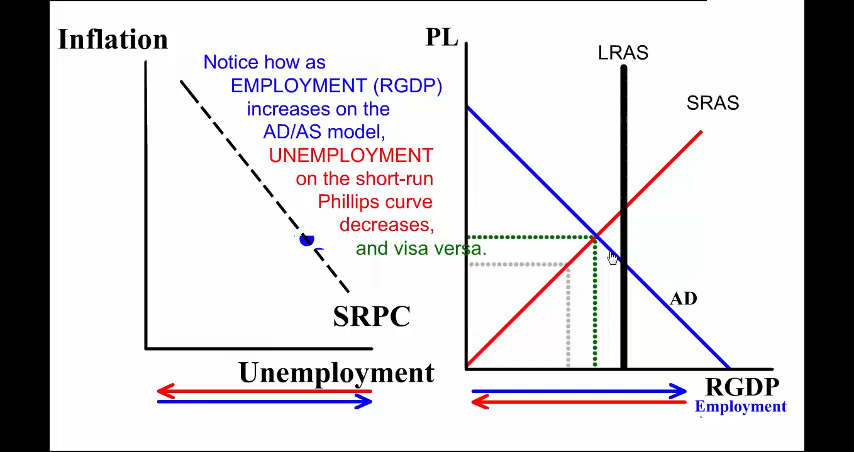 Inflation
Notice how as
EMPLOYMENT (RGDP)
increases on the
AD/AS model,
UNEMPLOYMENT
on the short-run
Phillips curve
decreases,
and visa versa.
SRPC
Unemployment
PL
LRAS
SRAS
AD
RGDP
Employment